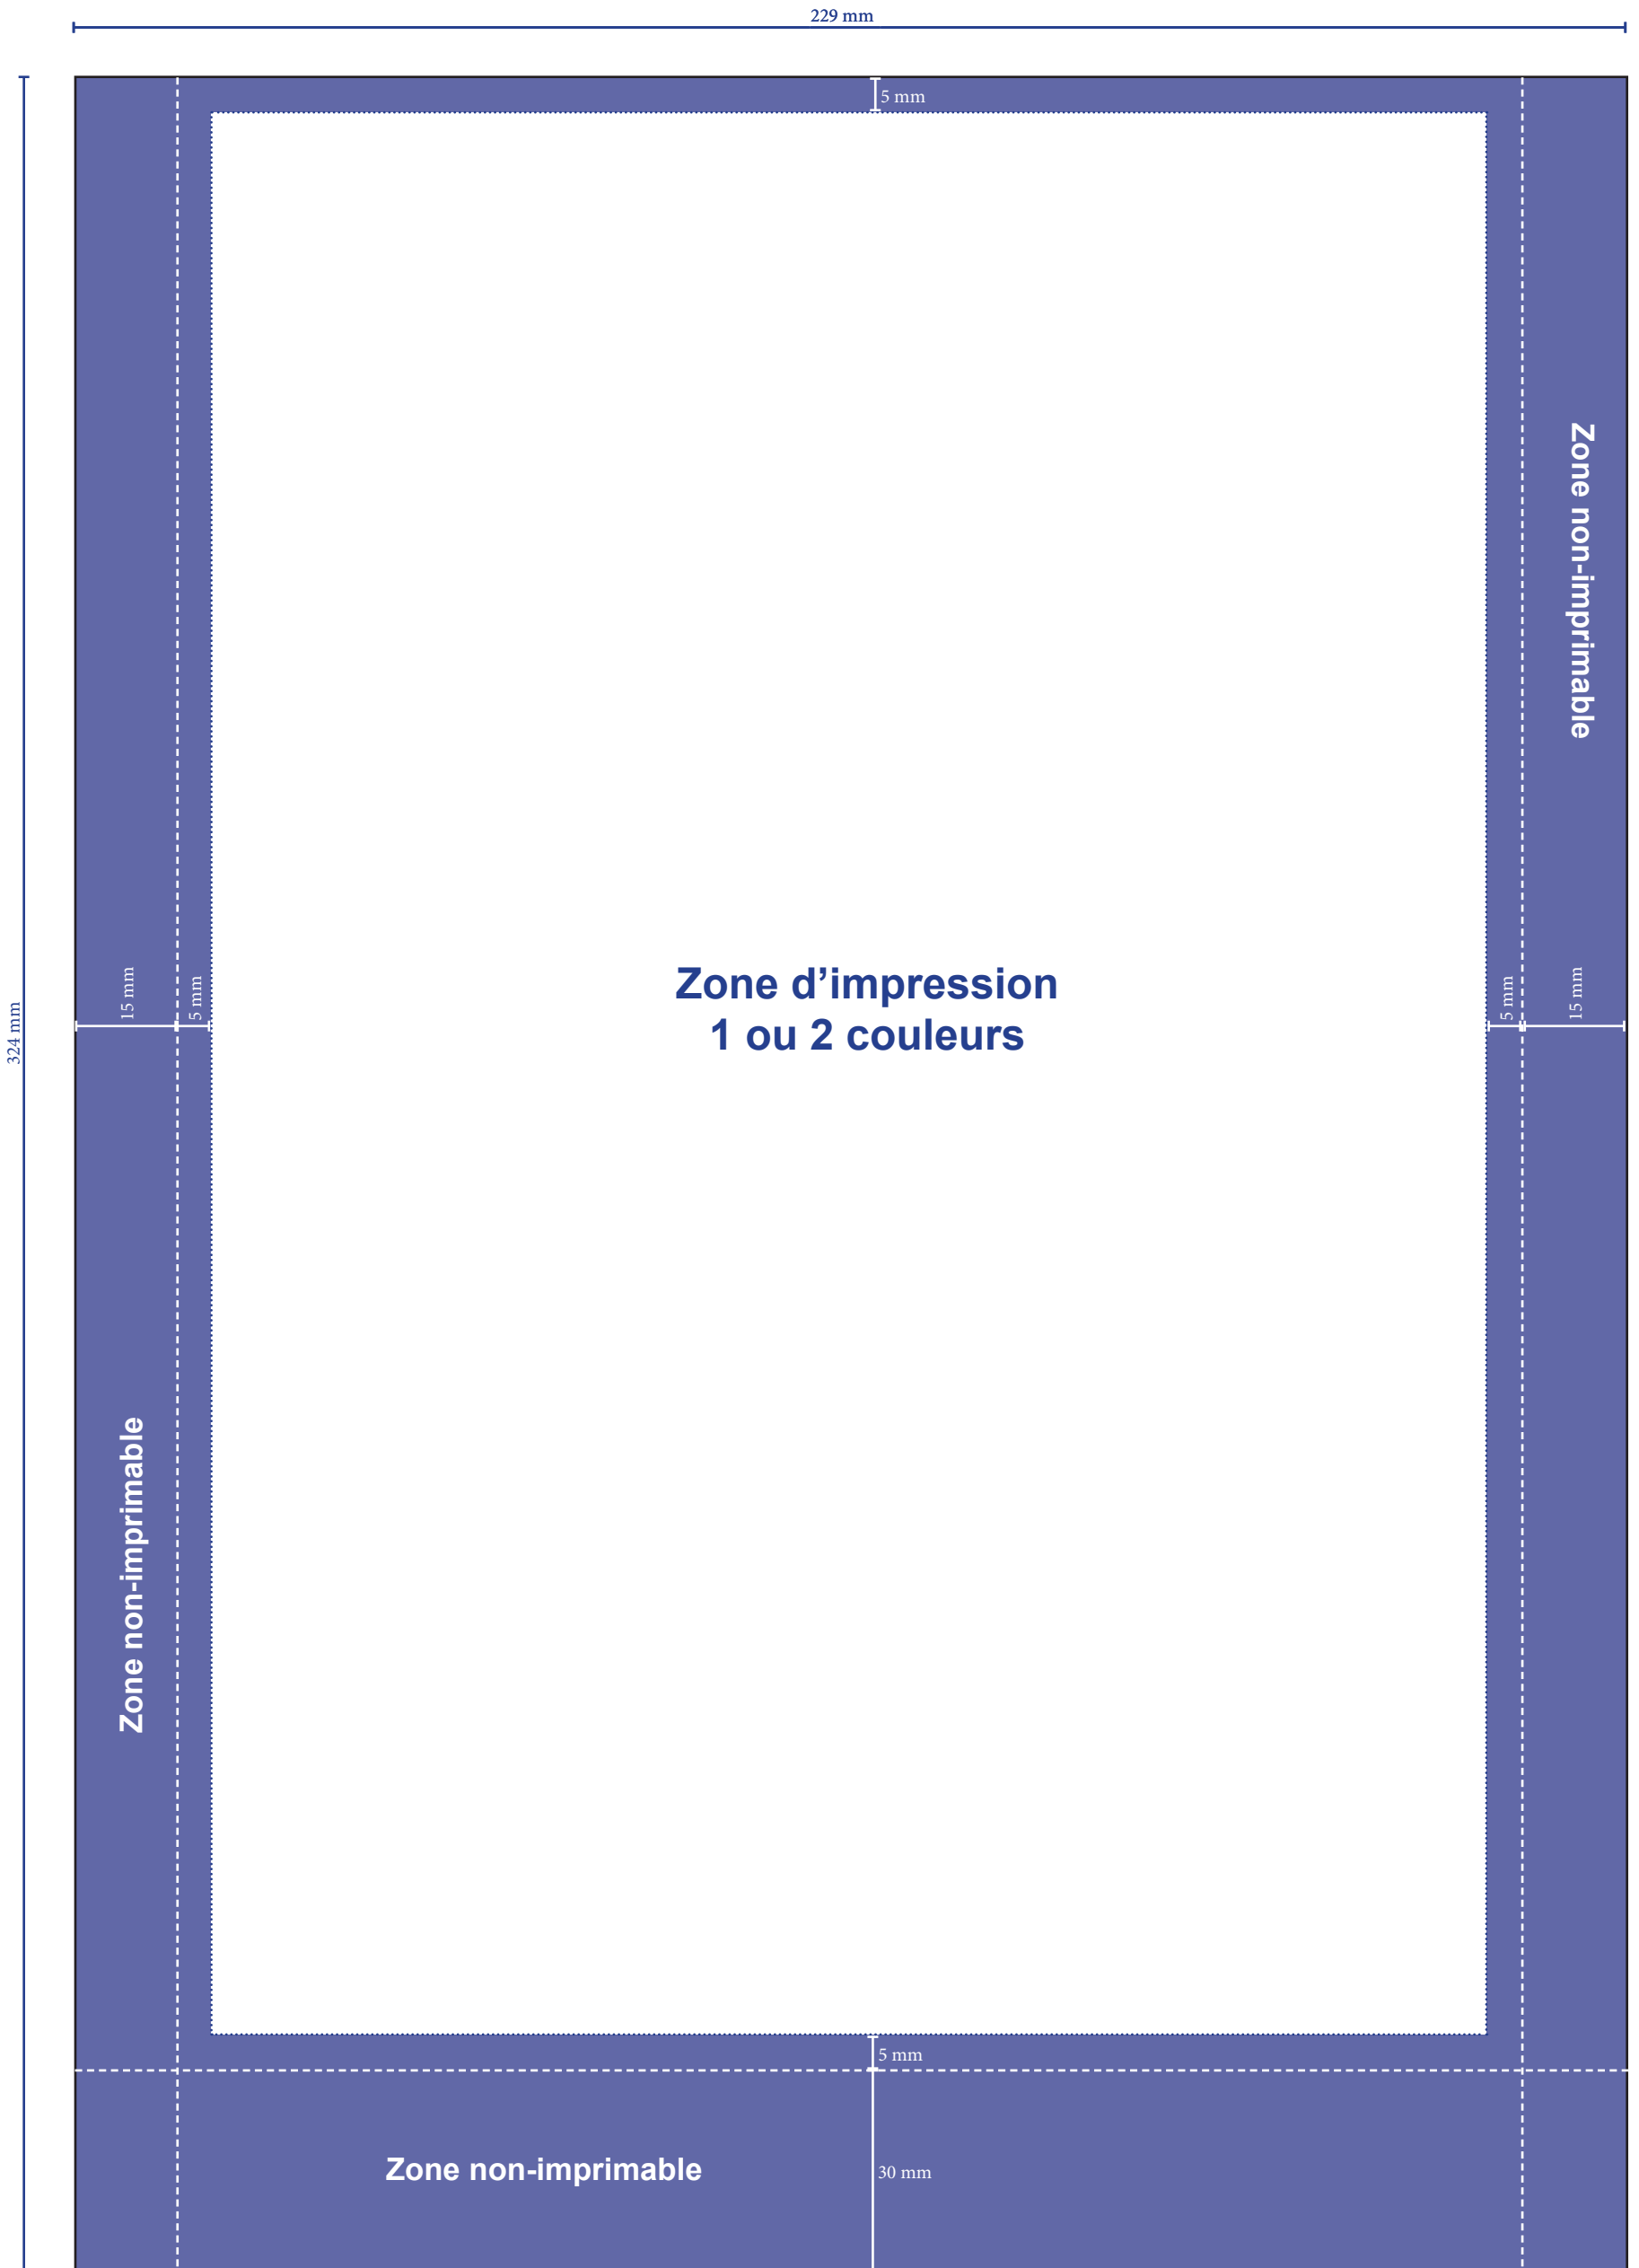 229 mm
5 mm
Zone non-imprimable
324 mm
15 mm
5 mm
Zone d’impression
1 ou 2 couleurs
5 mm
15 mm
Zone non-imprimable
5 mm
Zone non-imprimable
30 mm